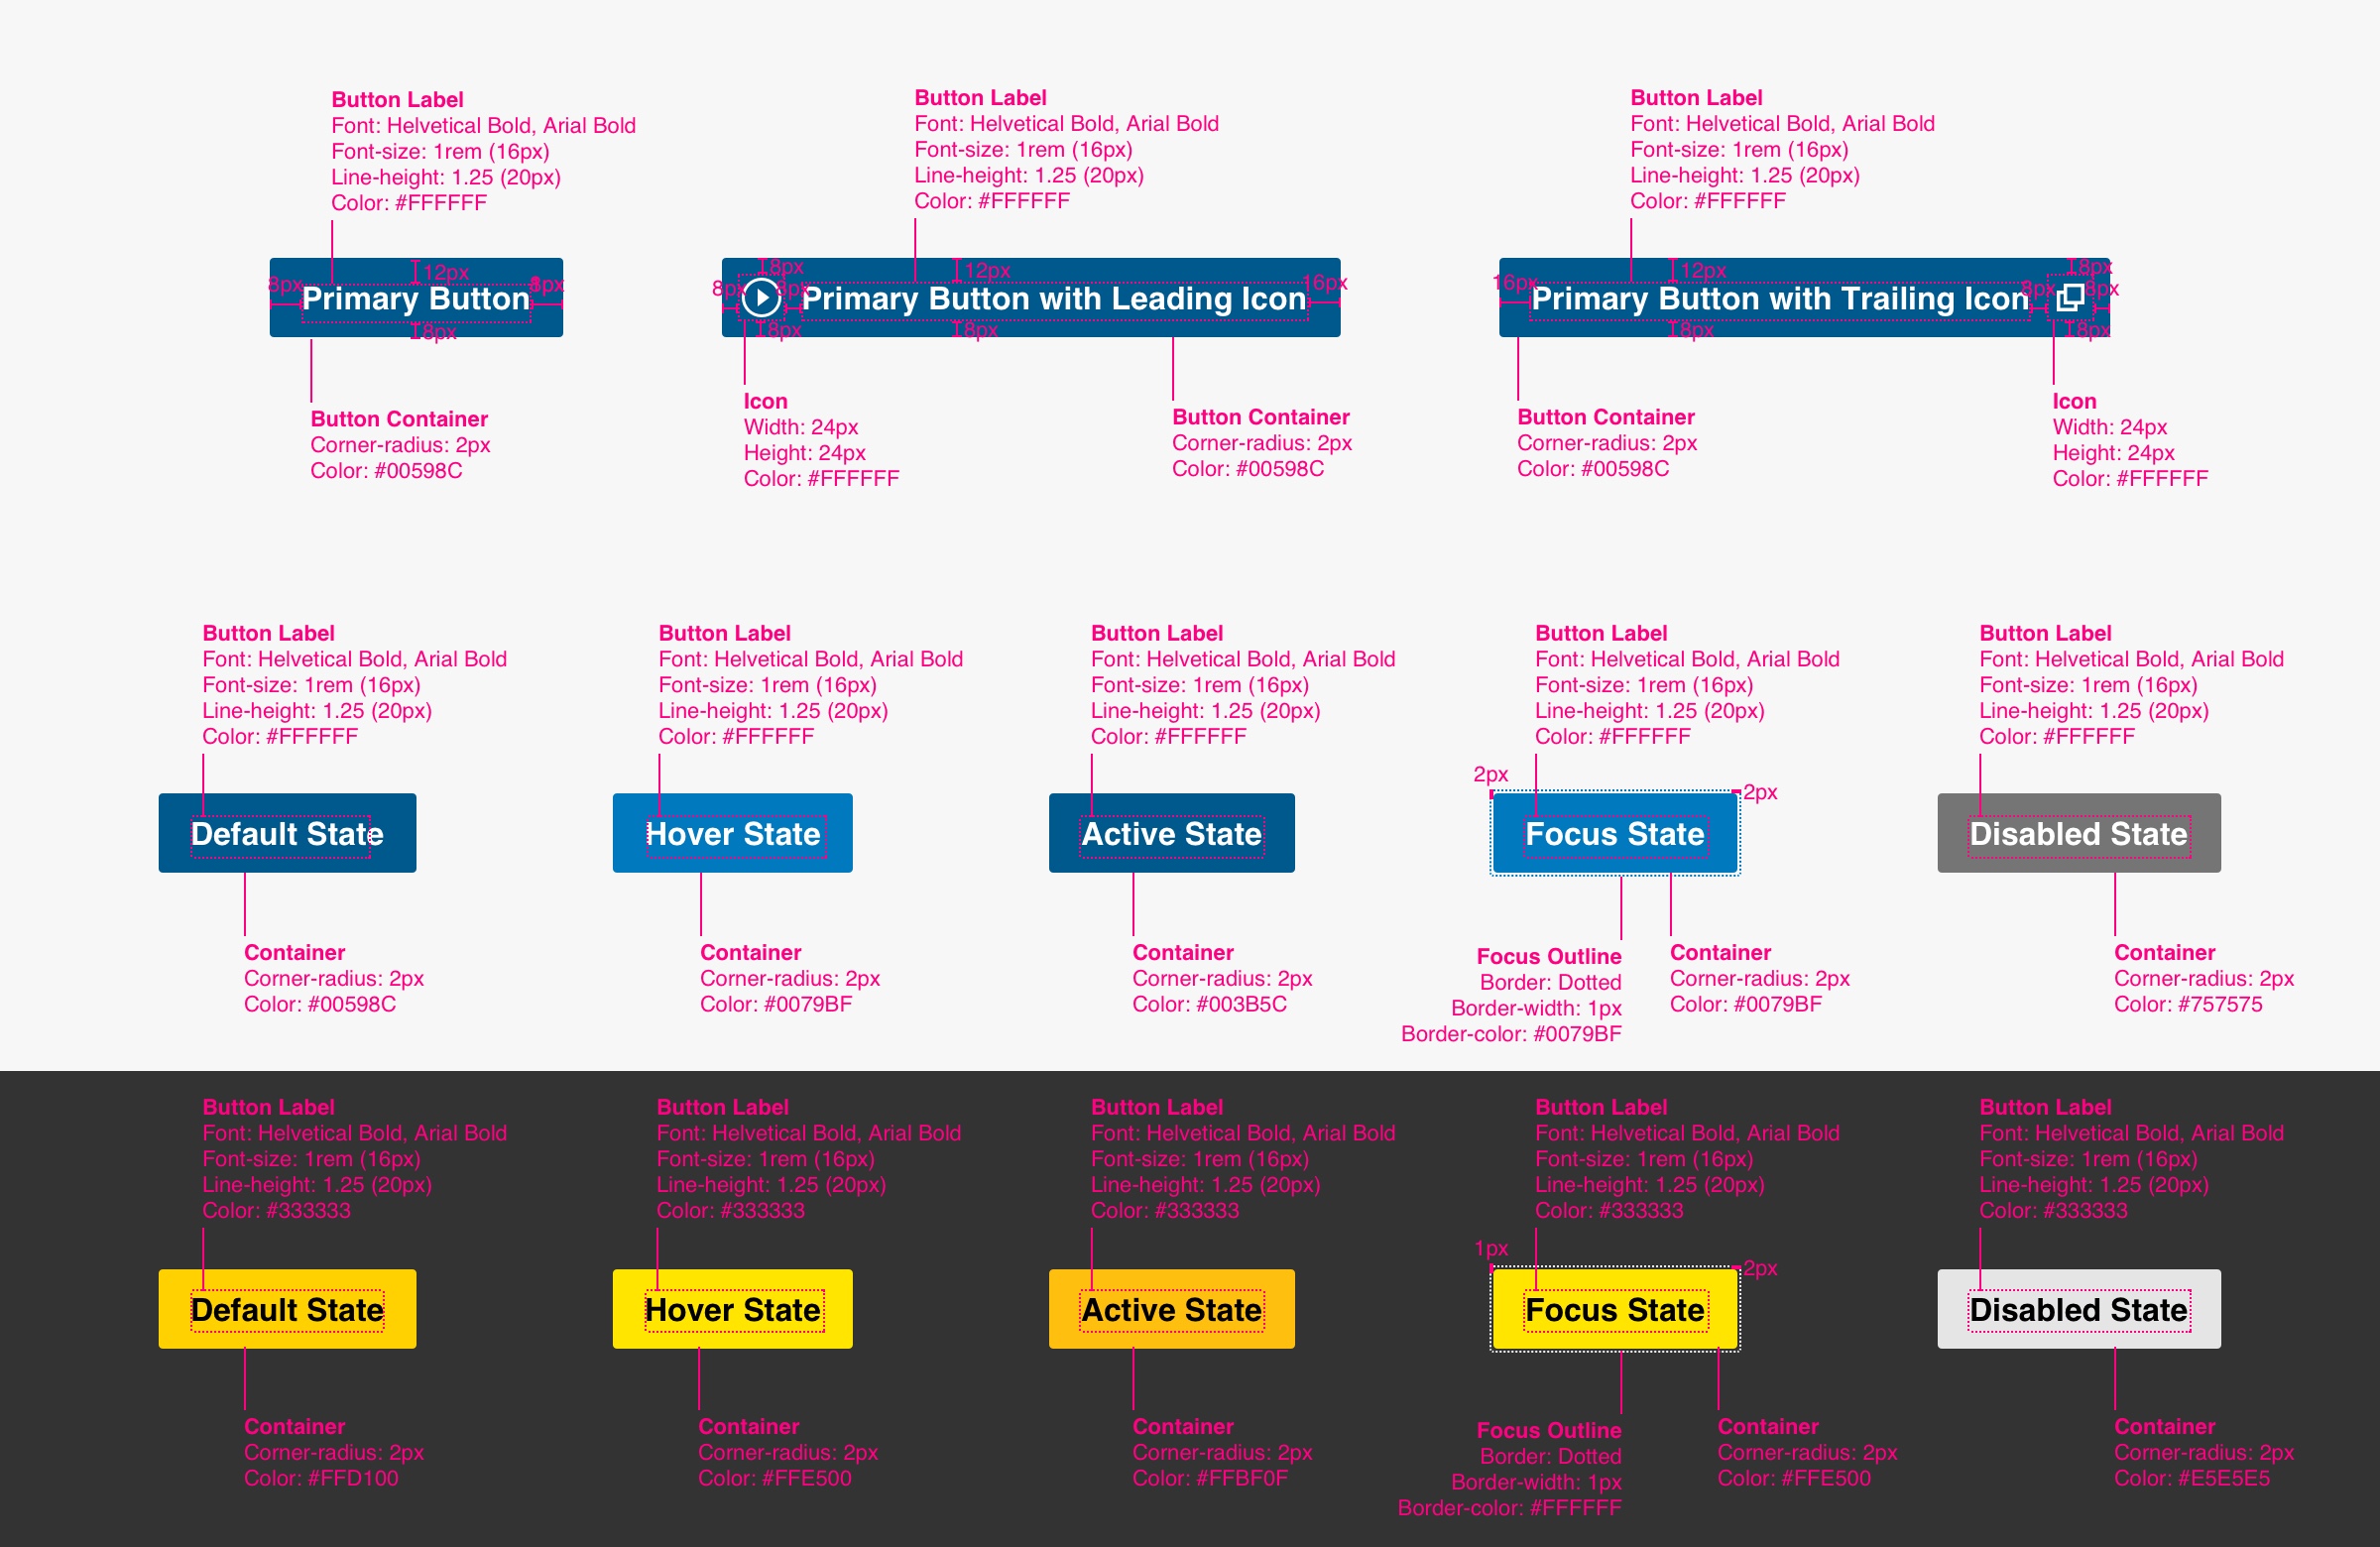 Button Label
Font: Helvetical Bold, Arial Bold
Font-size: 1rem (16px)
Line-height: 1.25 (20px)
Color: #FFFFFF
12px
8px
8px
Primary Button
8px
Button Container
Corner-radius: 2px
Color: #00598C
Button Label
Font: Helvetical Bold, Arial Bold
Font-size: 1rem (16px)
Line-height: 1.25 (20px)
Color: #FFFFFF
8px
12px
8px
8px
16px
Primary Button with Leading Icon
8px
8px
Icon
Width: 24px
Height: 24px
Color: #FFFFFF
Button Container
Corner-radius: 2px
Color: #00598C
Button Label
Font: Helvetical Bold, Arial Bold
Font-size: 1rem (16px)
Line-height: 1.25 (20px)
Color: #FFFFFF
12px
8px
16px
8px
8px
Primary Button with Trailing Icon
8px
8px
Button Container
Corner-radius: 2px
Color: #00598C
Icon
Width: 24px
Height: 24px
Color: #FFFFFF
Button Label
Font: Helvetical Bold, Arial Bold
Font-size: 1rem (16px)
Line-height: 1.25 (20px)
Color: #FFFFFF
Default State
Container
Corner-radius: 2px
Color: #00598C
Button Label
Font: Helvetical Bold, Arial Bold
Font-size: 1rem (16px)
Line-height: 1.25 (20px)
Color: #FFFFFF
Hover State
Container
Corner-radius: 2px
Color: #0079BF
Button Label
Font: Helvetical Bold, Arial Bold
Font-size: 1rem (16px)
Line-height: 1.25 (20px)
Color: #FFFFFF
Active State
Container
Corner-radius: 2px
Color: #003B5C
Button Label
Font: Helvetical Bold, Arial Bold
Font-size: 1rem (16px)
Line-height: 1.25 (20px)
Color: #FFFFFF
2px
2px
Focus State
Focus Outline
Border: Dotted
Border-width: 1px
Border-color: #0079BF
Container
Corner-radius: 2px
Color: #0079BF
Button Label
Font: Helvetical Bold, Arial Bold
Font-size: 1rem (16px)
Line-height: 1.25 (20px)
Color: #FFFFFF
Disabled State
Container
Corner-radius: 2px
Color: #757575
Button Label
Font: Helvetical Bold, Arial Bold
Font-size: 1rem (16px)
Line-height: 1.25 (20px)
Color: #333333
Default State
Container
Corner-radius: 2px
Color: #FFD100
Button Label
Font: Helvetical Bold, Arial Bold
Font-size: 1rem (16px)
Line-height: 1.25 (20px)
Color: #333333
Hover State
Container
Corner-radius: 2px
Color: #FFE500
Button Label
Font: Helvetical Bold, Arial Bold
Font-size: 1rem (16px)
Line-height: 1.25 (20px)
Color: #333333
Active State
Container
Corner-radius: 2px
Color: #FFBF0F
Button Label
Font: Helvetical Bold, Arial Bold
Font-size: 1rem (16px)
Line-height: 1.25 (20px)
Color: #333333
1px
2px
Focus State
Focus Outline
Border: Dotted
Border-width: 1px
Border-color: #FFFFFF
Container
Corner-radius: 2px
Color: #FFE500
Button Label
Font: Helvetical Bold, Arial Bold
Font-size: 1rem (16px)
Line-height: 1.25 (20px)
Color: #333333
Disabled State
Container
Corner-radius: 2px
Color: #E5E5E5